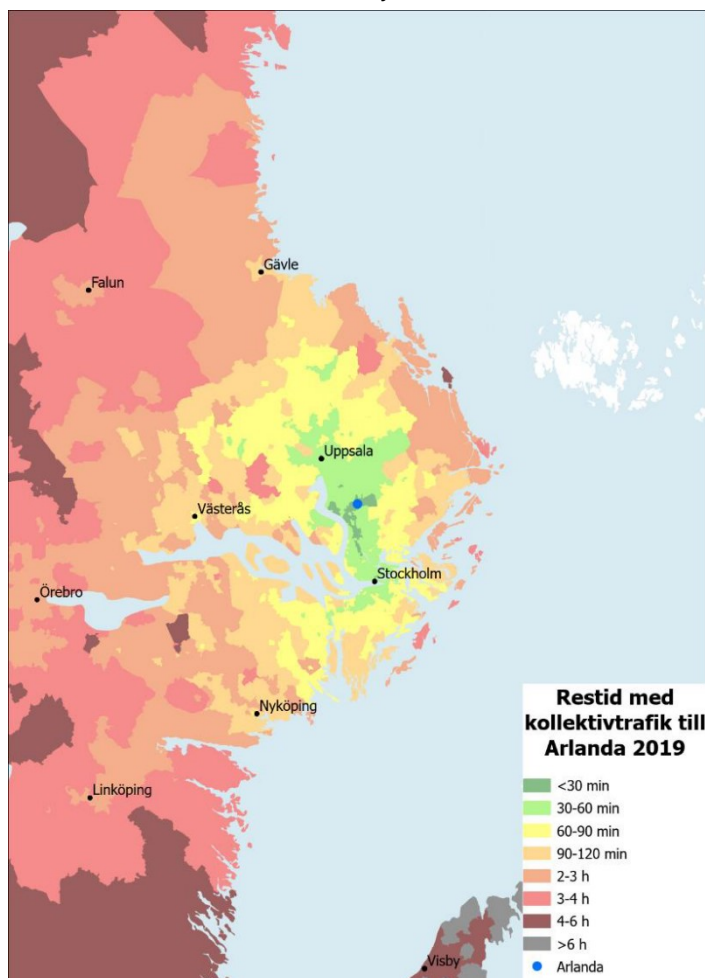 Gävle
Falun
Uppsala
Västerås
Stockholm
Örebro
Nyköping
Linköping
Visby
Restid med
kollektivtrafik till
Arlanda 2019
<30 min
30-60 min
60-90 min
90-120 min
2-3 h
3-4 h
4-6 h
>6 h
Arlanda